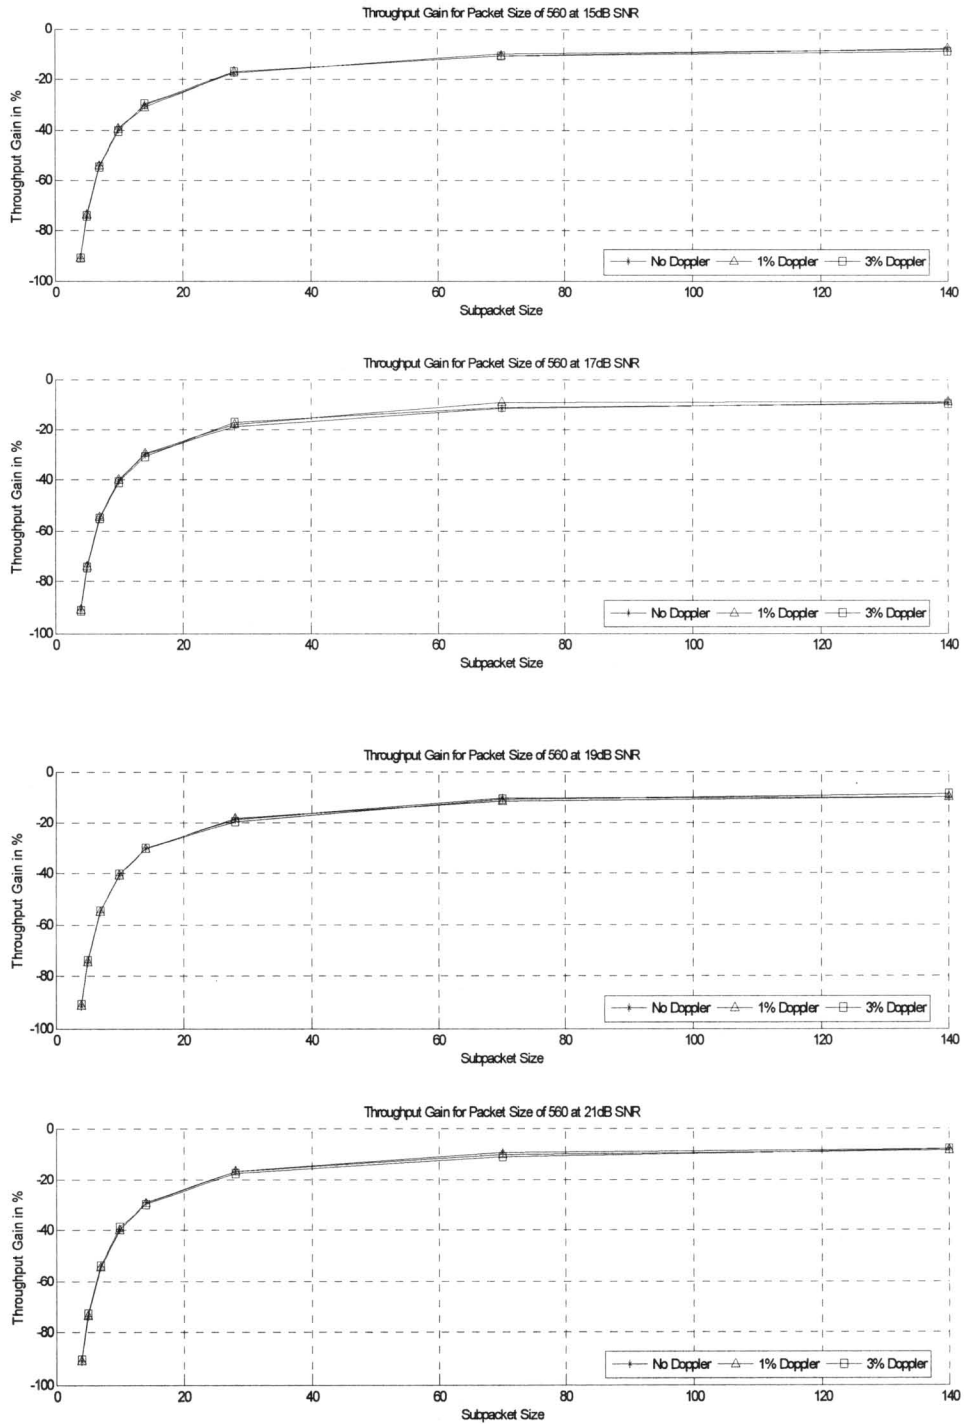 Throughput Gain for Packet Size of 560 at 15dB SNR
Throughput Gain in %
0
-20
-40
-60
-80
-100
No Doppler 1% Doppler 3% Doppler
0 20 40 60 80 100 120 140
Subpacket Size
Throughput Gain for Packet Size of 560 at 17dB SNR
Throughput Gain in %
0
-20
-40
-60
-80
-100
No Doppler 1% Doppler 3% Doppler
0 20 40 60 80 100 120 140
Subpacket Size
Throughput Gain for Packet Size of 560 at 19dB SNR
Throughput Gain in %
0
-20
-40
-60
-80
-100
No Doppler 1% Doppler 3% Doppler
0 20 40 60 80 100 120 140
Subpacket Size
Throughput Gain for Packet Size of 560 at 21dB SNR
Throughput Gain in %
0
-20
-40
-60
-80
-100
No Doppler 1% Doppler 3% Doppler
0 20 40 60 80 100 120 140
Subpacket Size